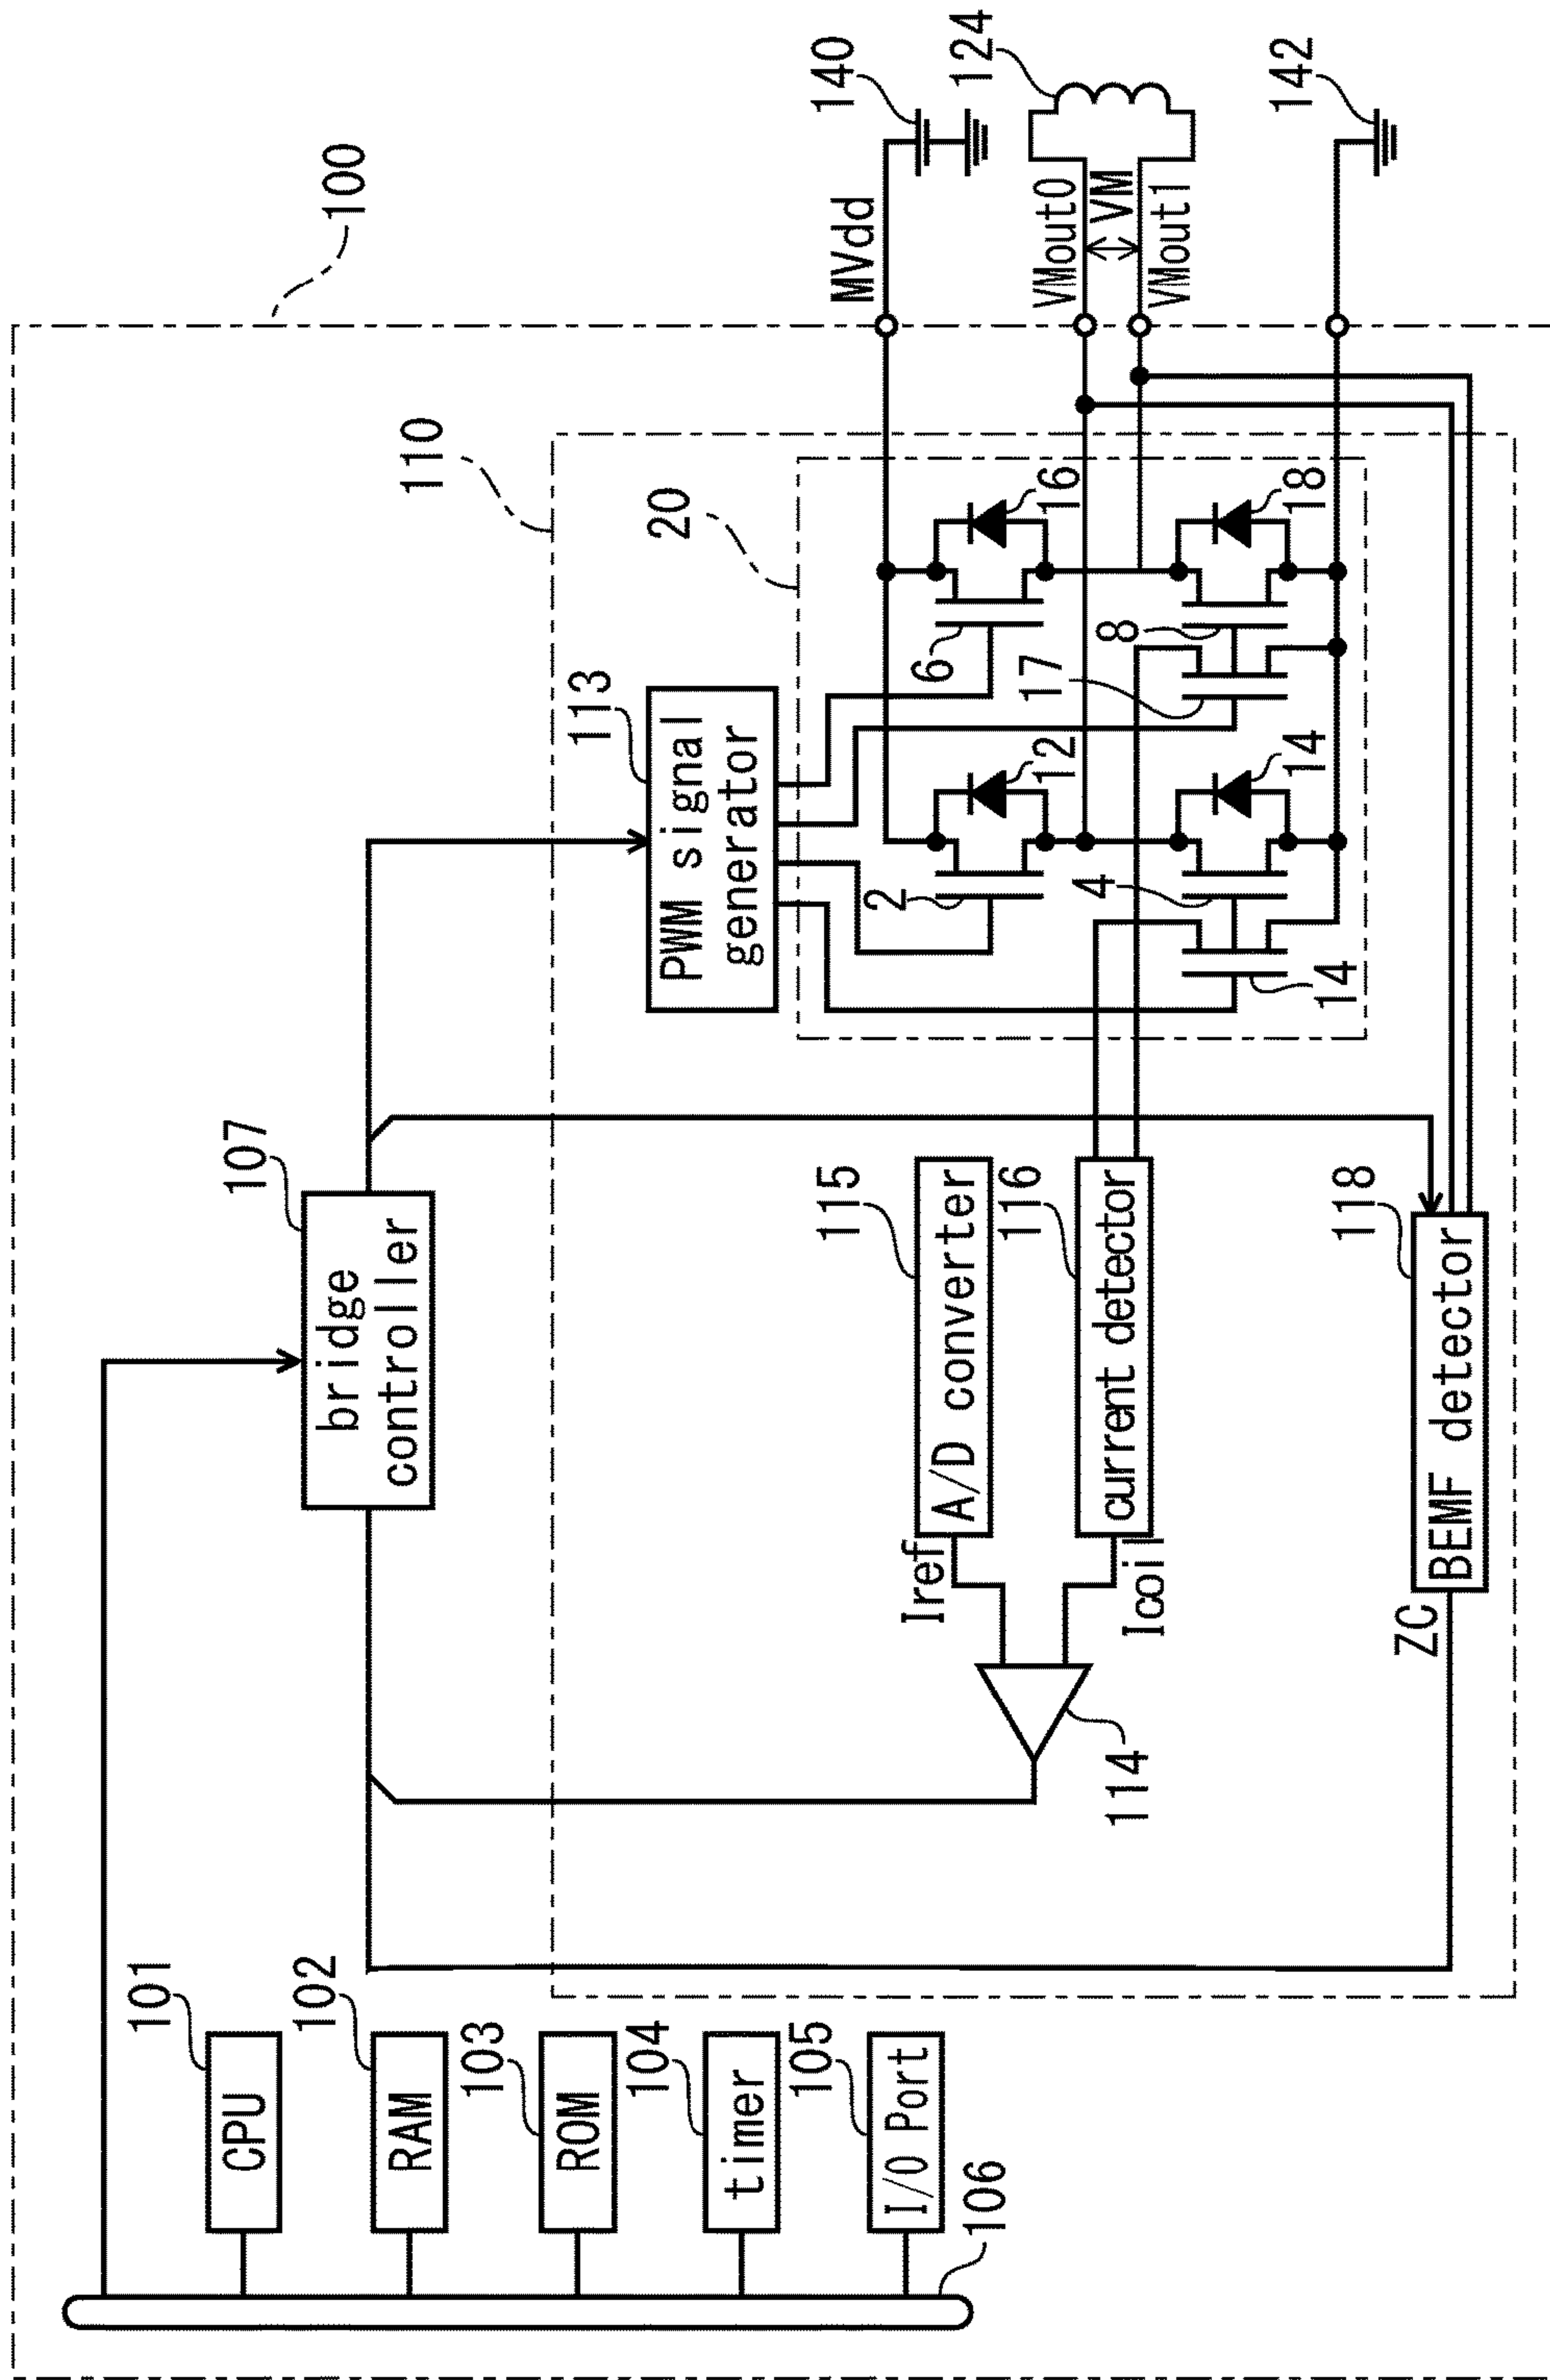 100
101
CPU
102
RAM
103
ROM
104
timer
105
I/O Port
106
107
bridge
controller
110
113
PWM signal
generator
20
2
12
6
16
4
14
14
17
8
18
115
A/D converter
Iref
116
current detector
Icoil
114
118
BEMF detector
ZC
MVdd
140
VMout0
VM
VMout1
124
142